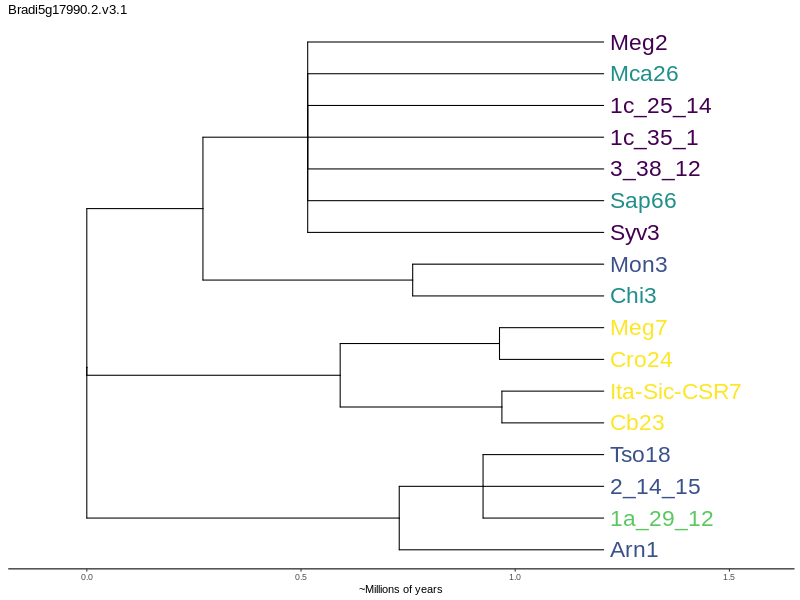 Bradi5g17990.2.v3.1
Meg2
Mca26
1c_25_14
1c_35_1
3_38_12
Sap66
Syv3
Mon3
Chi3
Meg7
Cro24
Ita-Sic-CSR7
Cb23
Tso18
2_14_15
1a_29_12
Arn1
0.0 0.5 1.0 1.5
~Millions of years